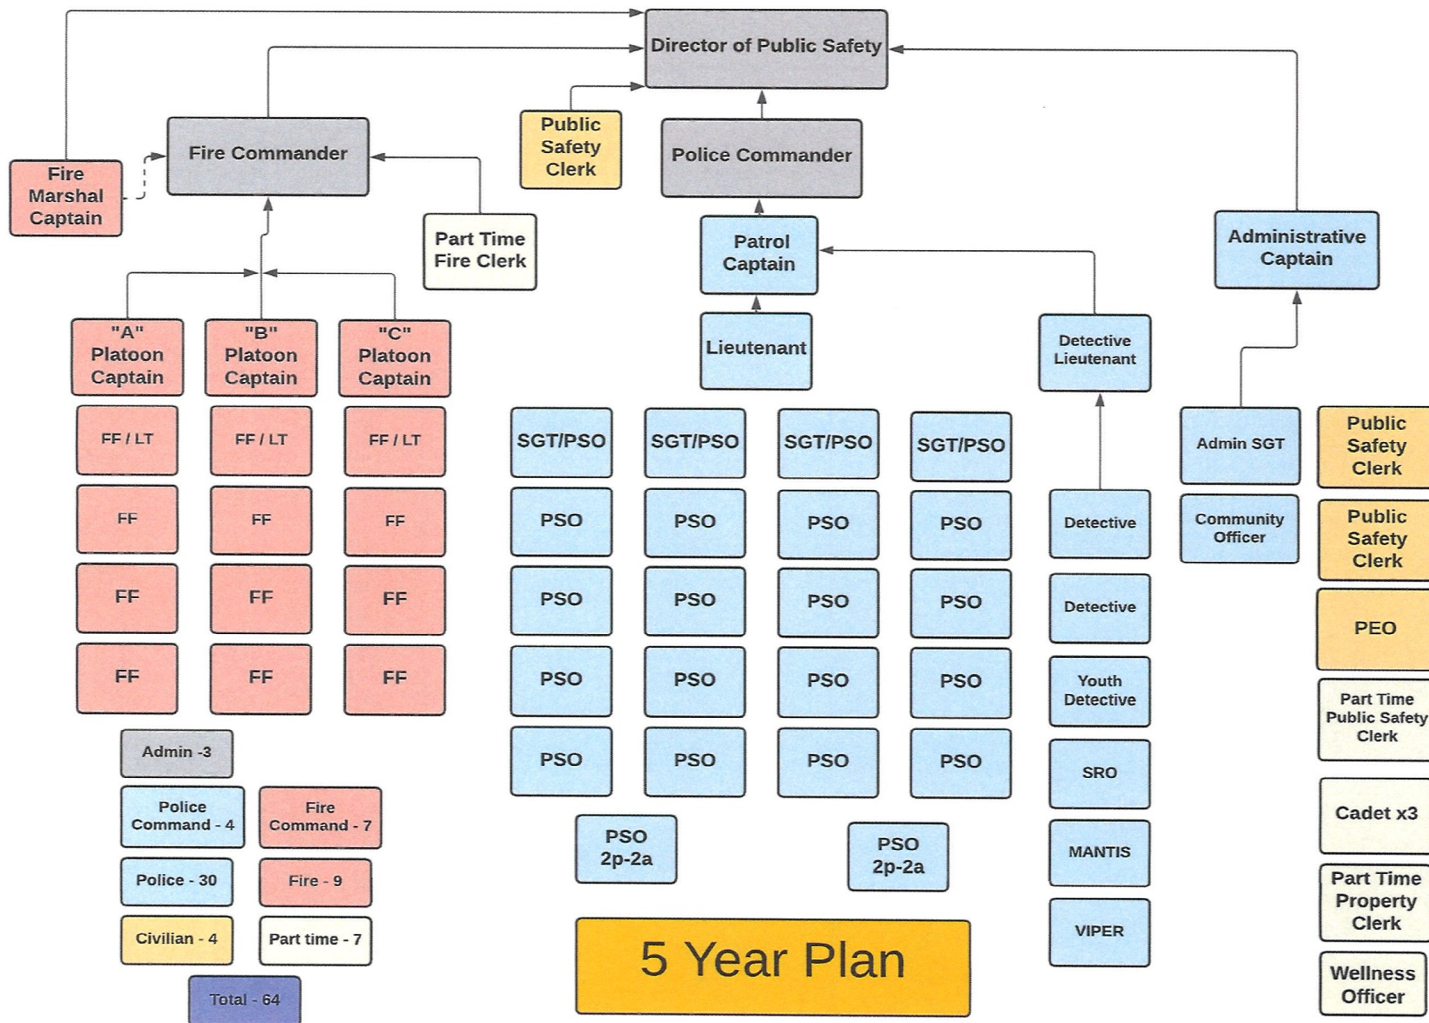 Director of Public Safety
Fire Commander
Public
Safety
Clerk
Police Commander
Fire
Marshal
Captain
Part Time
Fire Clerk
Patrol
Captain
Administrative
Captain
"A"
Platoon
Captain
"B"
Platoon
Captain
"C"
Platoon
Captain
Lieutenant
Detective
Lieutenant
FF / LT
FF / LT
FF / LT
SGT/PSO
SGT/PSO
SGT/PSO
SGT/PSO
Admin SGT
Public
Safety
Clerk
FF
FF
FF
PSO
PSO
PSO
PSO
Detective
Community
Officer
Public
Safety
Clerk
FF
FF
FF
PSO
PSO
PSO
PSO
Detective
PEO
FF
FF
FF
PSO
PSO
PSO
PSO
Youth
Detective
Part Time
Public Safety
Clerk
Admin -3
PSO
PSO
PSO
PSO
SRO
Police
Command - 4
Fire
Command - 7
Cadet x3
PSO
2p-2a
PSO
2p-2a
MANTIS
Police - 30
Fire - 9
Part Time
Property
Clerk
Civilian - 4
Part time - 7
VIPER
5 Year Plan
Wellness
Officer
Total - 64